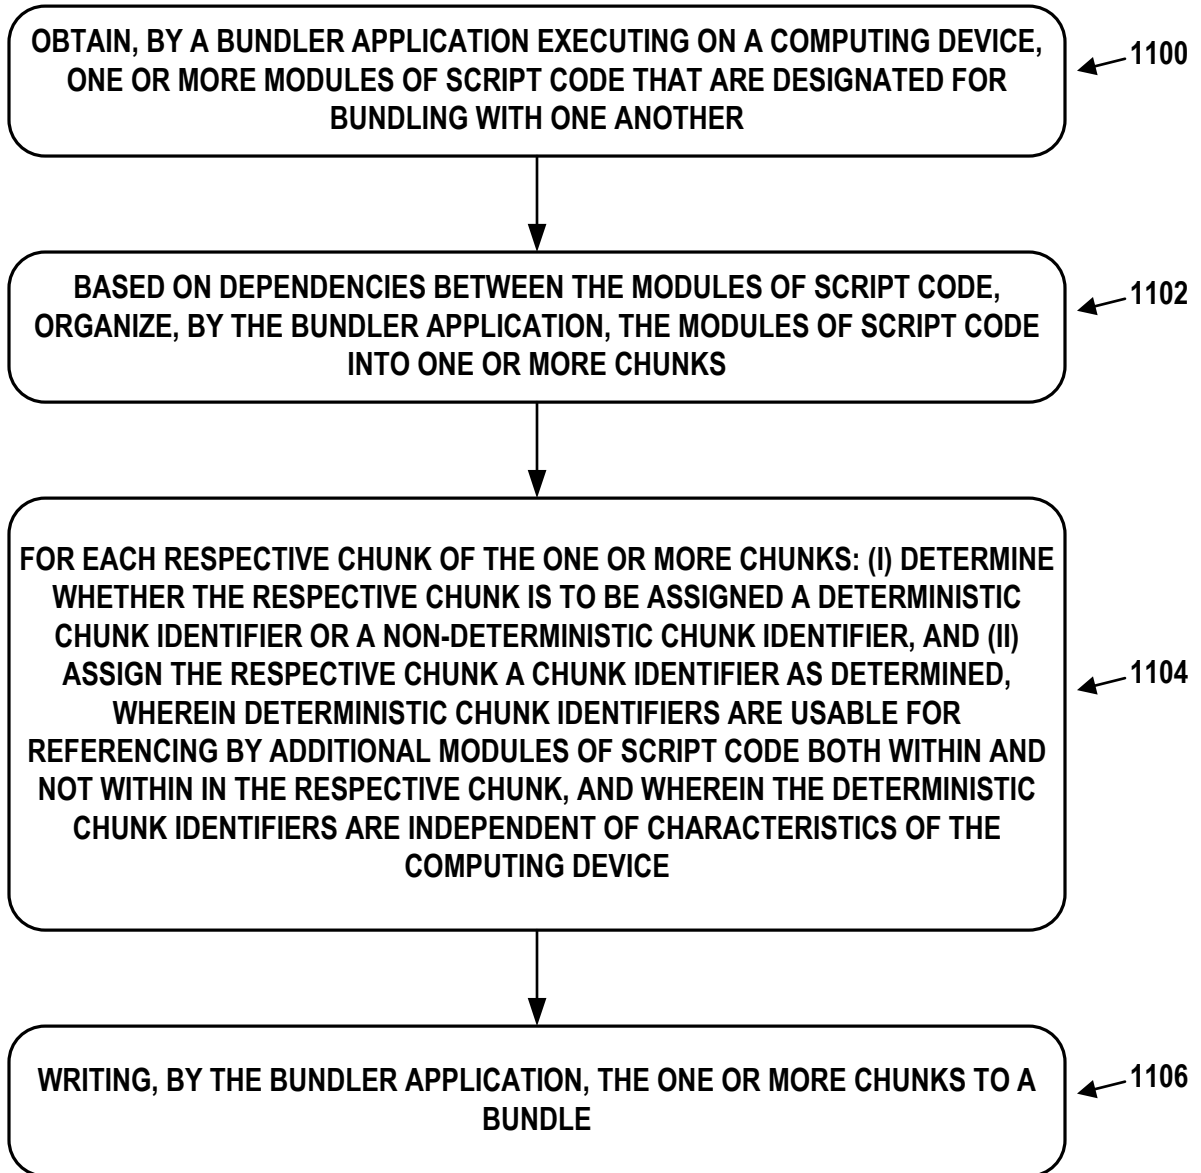 OBTAIN, BY A BUNDLER APPLICATION EXECUTING ON A COMPUTING DEVICE,
ONE OR MORE MODULES OF SCRIPT CODE THAT ARE DESIGNATED FOR
BUNDLING WITH ONE ANOTHER
1100
BASED ON DEPENDENCIES BETWEEN THE MODULES OF SCRIPT CODE,
ORGANIZE, BY THE BUNDLER APPLICATION, THE MODULES OF SCRIPT CODE
INTO ONE OR MORE CHUNKS
1102
FOR EACH RESPECTIVE CHUNK OF THE ONE OR MORE CHUNKS: (I) DETERMINE
WHETHER THE RESPECTIVE CHUNK IS TO BE ASSIGNED A DETERMINISTIC
CHUNK IDENTIFIER OR A NON-DETERMINISTIC CHUNK IDENTIFIER, AND (II)
ASSIGN THE RESPECTIVE CHUNK A CHUNK IDENTIFIER AS DETERMINED,
WHEREIN DETERMINISTIC CHUNK IDENTIFIERS ARE USABLE FOR
REFERENCING BY ADDITIONAL MODULES OF SCRIPT CODE BOTH WITHIN AND
NOT WITHIN IN THE RESPECTIVE CHUNK, AND WHEREIN THE DETERMINISTIC
CHUNK IDENTIFIERS ARE INDEPENDENT OF CHARACTERISTICS OF THE
COMPUTING DEVICE
1104
WRITING, BY THE BUNDLER APPLICATION, THE ONE OR MORE CHUNKS TO A
BUNDLE
1106